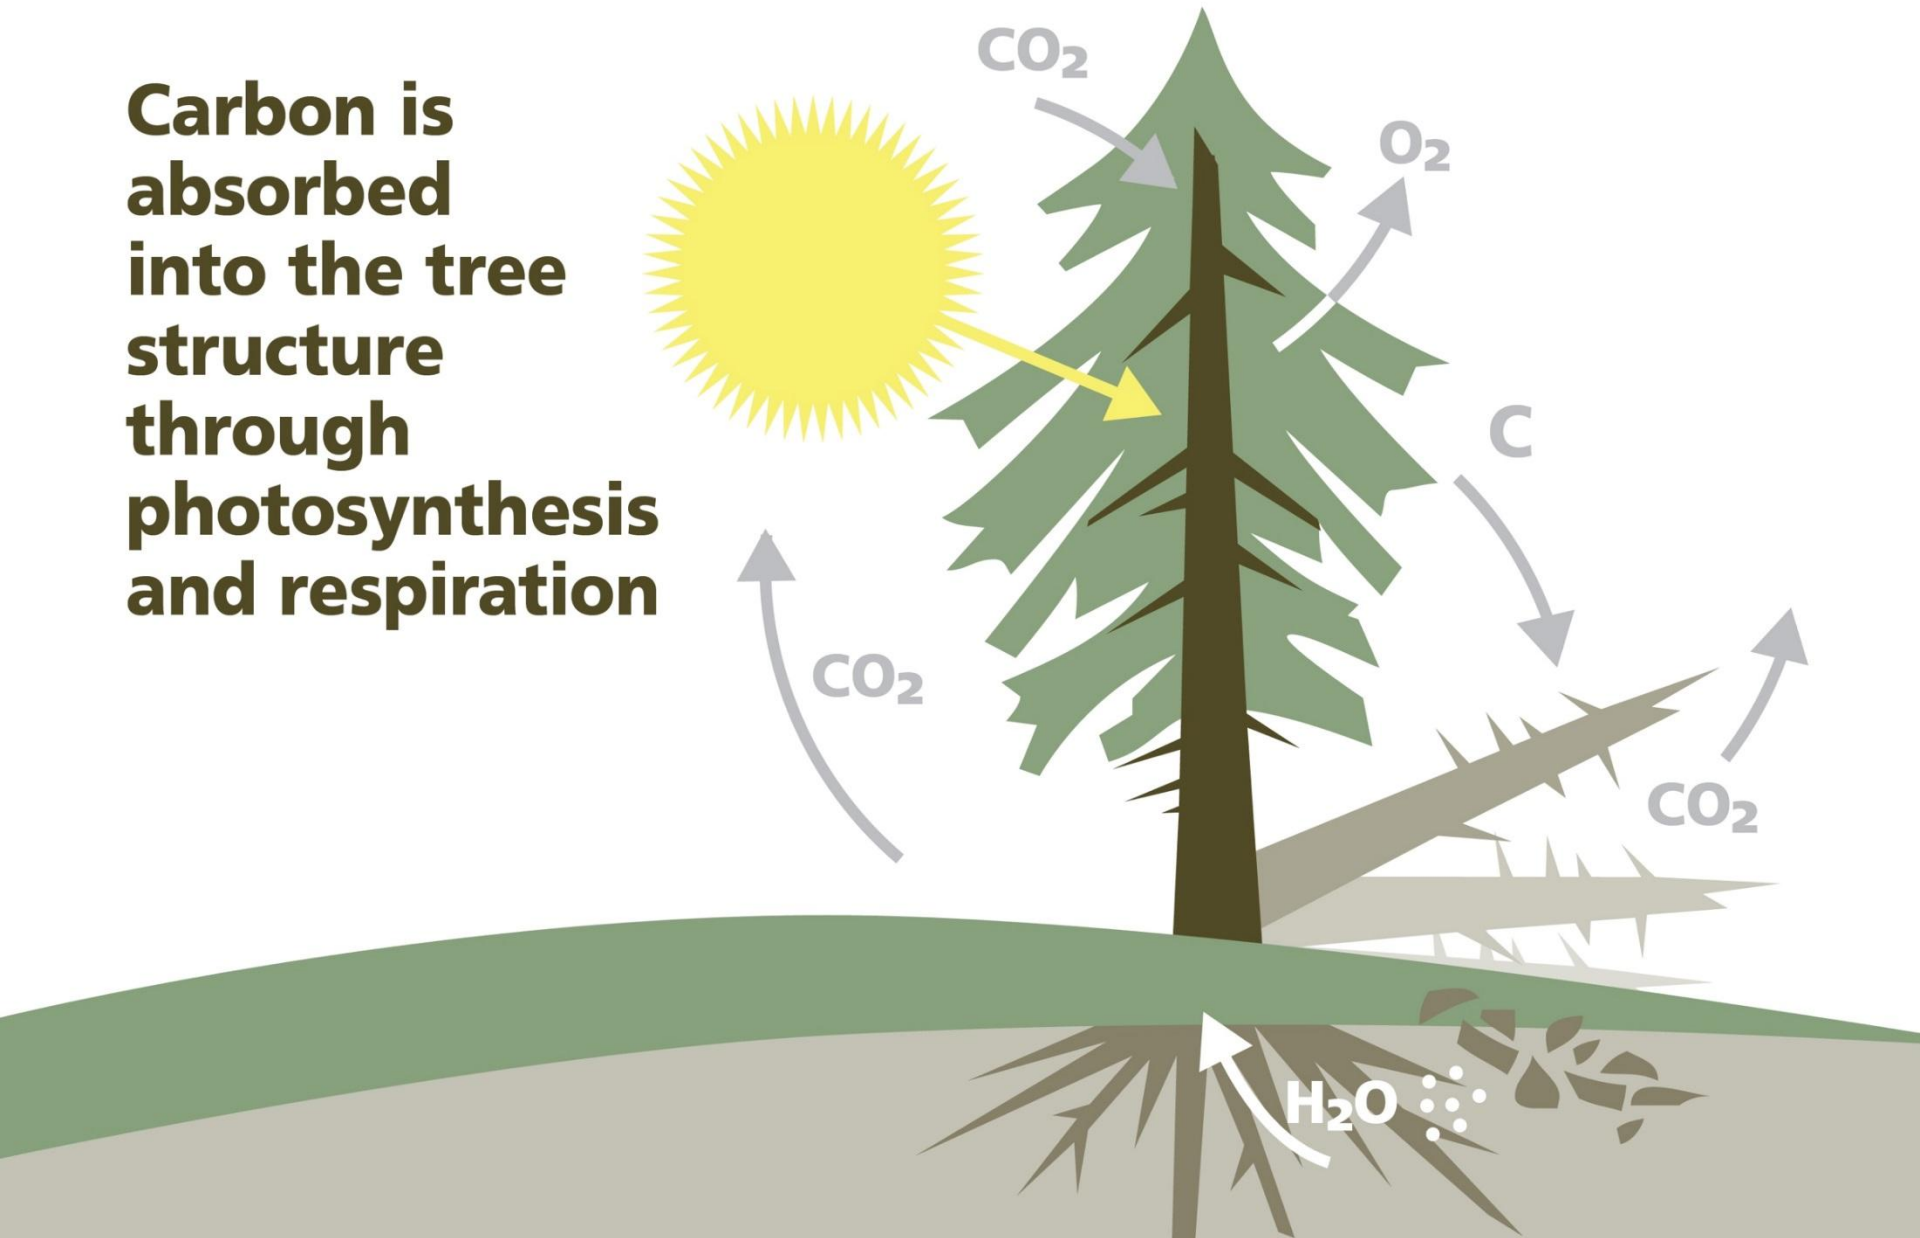 Carbon is
absorbed
into the tree
structure
through
photosynthesis
and respiration
CO₂
O₂
C
CO₂
CO₂
H₂O